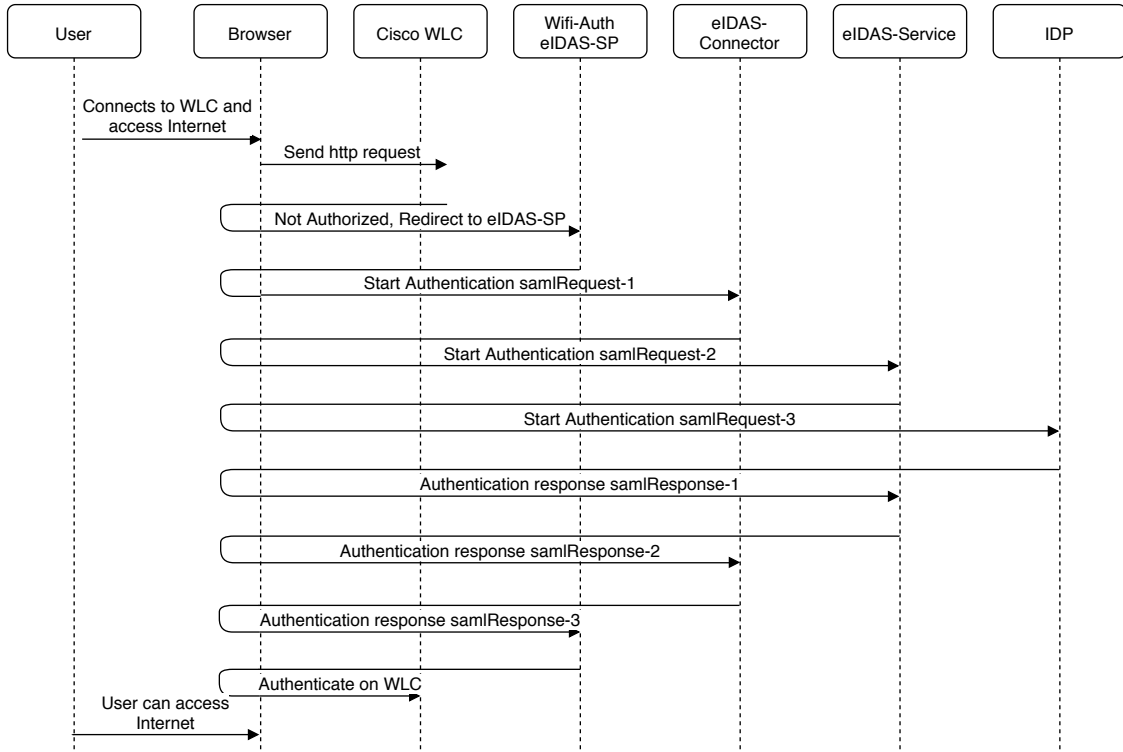 User
Browser
Cisco WLC
Wifi-Auth
eIDAS-SP
eIDAS-
Connector
eIDAS-Service
IDP
Connects to WLC and
access Internet
Send http request
Not Authorized, Redirect to eIDAS-SP
Start Authentication samlRequest-1
Start Authentication samlRequest-2
Start Authentication samlRequest-3
Authentication response samlResponse-1
Authentication response samlResponse-2
Authentication response samlResponse-3
Authenticate on WLC
User can access
Internet